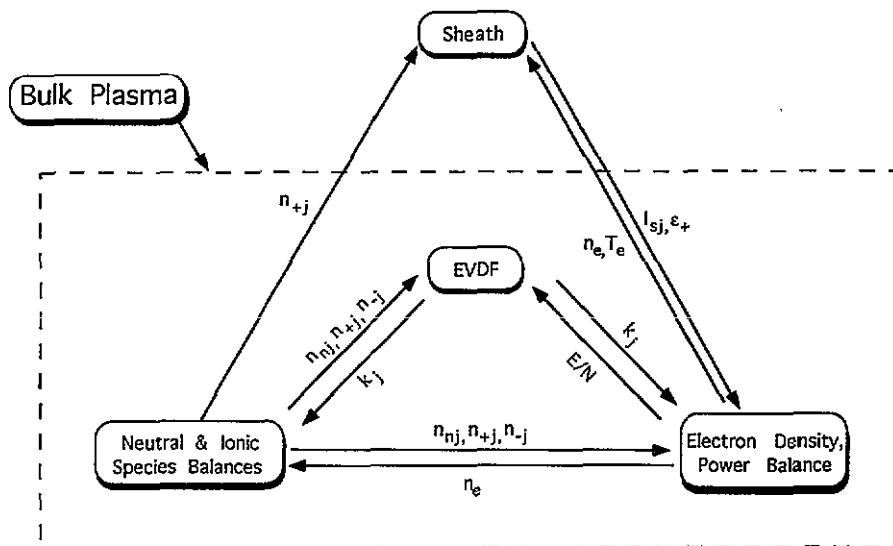 Sheath
Bulk Plasma
n+j
Isj,ε+
ne,Te
EVDF
nnj,n+j,n-j
kj
kj
E/N
Neutral & Ionic
Species Balances
nnj,n+j,n-j
ne
Electron Density,
Power Balance